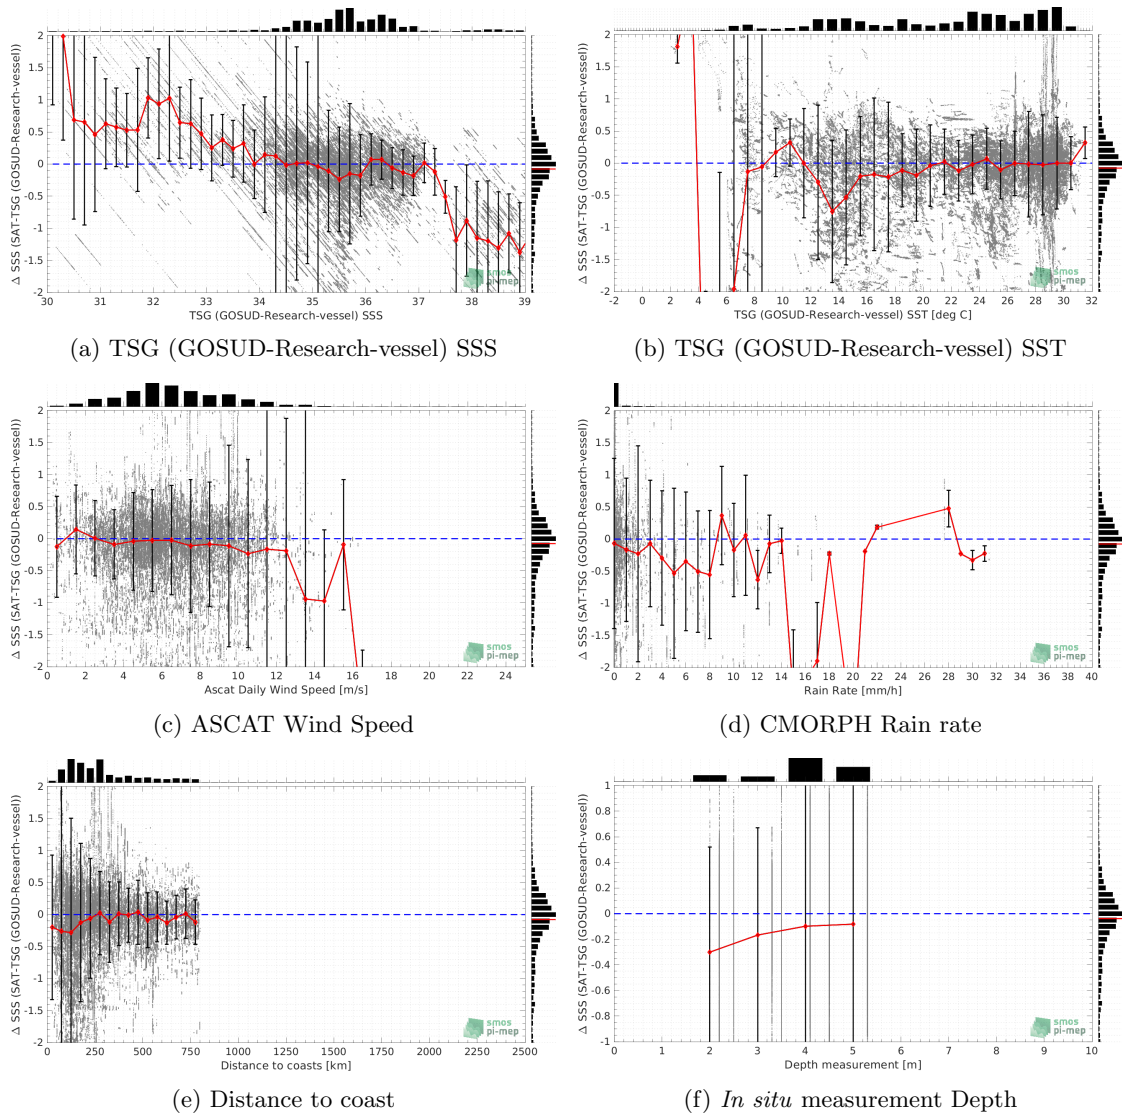 2
1.5
1
0.5
0
-0.5
-1
-1.5
-2
Δ SSS (SAT-TSG (GOSUD-Research-vessel))
30 31 32 33 34 35 36 37 38 39
TSG (GOSUD-Research-vessel) SSS
smos
pi-mep
(a) TSG (GOSUD-Research-vessel) SSS
2
1.5
1
0.5
0
-0.5
-1
-1.5
-2
Δ SSS (SAT-TSG (GOSUD-Research-vessel))
-2 0 2 4 6 8 10 12 14 16 18 20 22 24 26 28 30 32
TSG (GOSUD-Research-vessel) SST [deg C]
smos
pi-mep
(b) TSG (GOSUD-Research-vessel) SST
2
1.5
1
0.5
0
-0.5
-1
-1.5
-2
Δ SSS (SAT-TSG (GOSUD-Research-vessel))
0 2 4 6 8 10 12 14 16 18 20 22 24
Ascat Daily Wind Speed [m/s]
smos
pi-mep
(c) ASCAT Wind Speed
2
1.5
1
0.5
0
-0.5
-1
-1.5
-2
Δ SSS (SAT-TSG (GOSUD-Research-vessel))
0 2 4 6 8 10 12 14 16 18 20 22 24 26 28 30 32 34 36 38 40
Rain Rate [mm/h]
smos
pi-mep
(d) CMORPH Rain rate
2
1.5
1
0.5
0
-0.5
-1
-1.5
-2
Δ SSS (SAT-TSG (GOSUD-Research-vessel))
0 250 500 750 1000 1250 1500 1750 2000 2250 2500
Distance to coasts [km]
smos
pi-mep
(e) Distance to coast
1
0.8
0.6
0.4
0.2
0
-0.2
-0.4
-0.6
-0.8
-1
Δ SSS (SAT-TSG (GOSUD-Research-vessel))
0 1 2 3 4 5 6 7 8 9 10
Depth measurement [m]
smos
pi-mep
(f) In situ measurement Depth